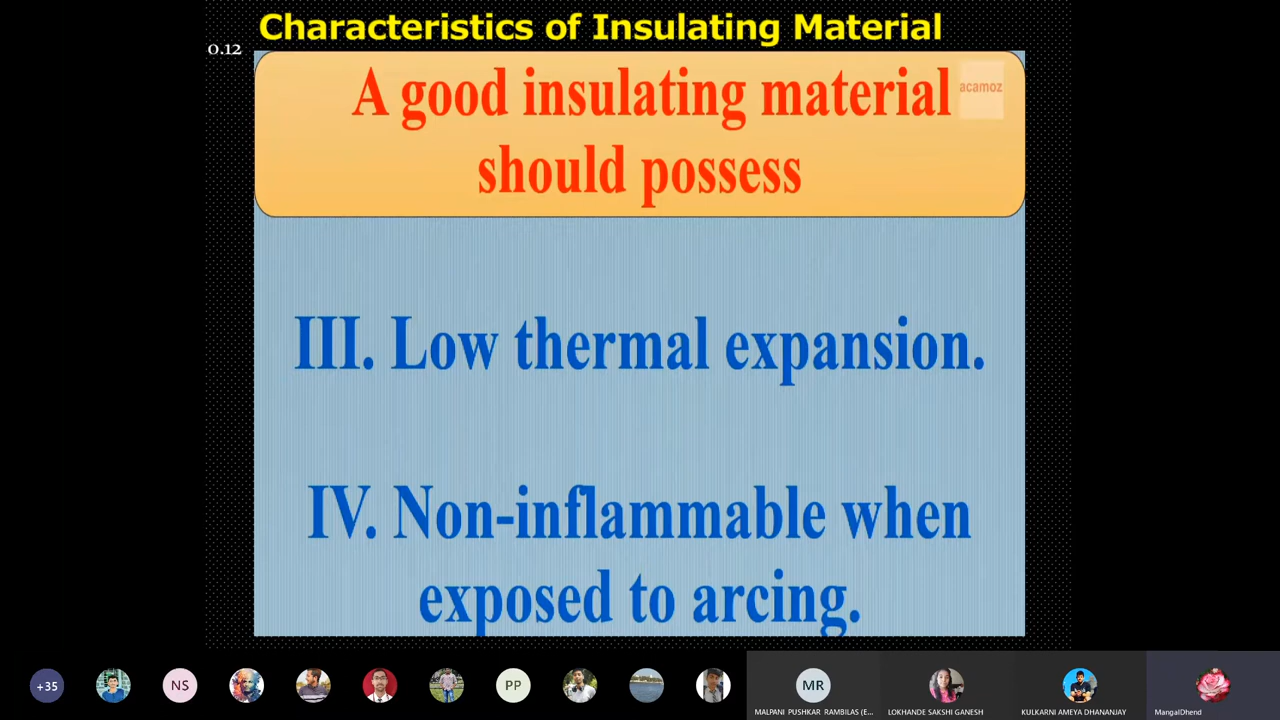 Characteristics of Insulating Material
0.12
A good insulating material
acamoz
should possess
III. Low thermal expansion.
IV. Non-inflammable when
exposed to arcing.
+35
NS
PP
MR
MALPANI PUSHKAR RAMBILAS (E...
LOKHANDE SAKSHI GANESH
KULKARNI AMEYA DHANANJAY
MangalDhend